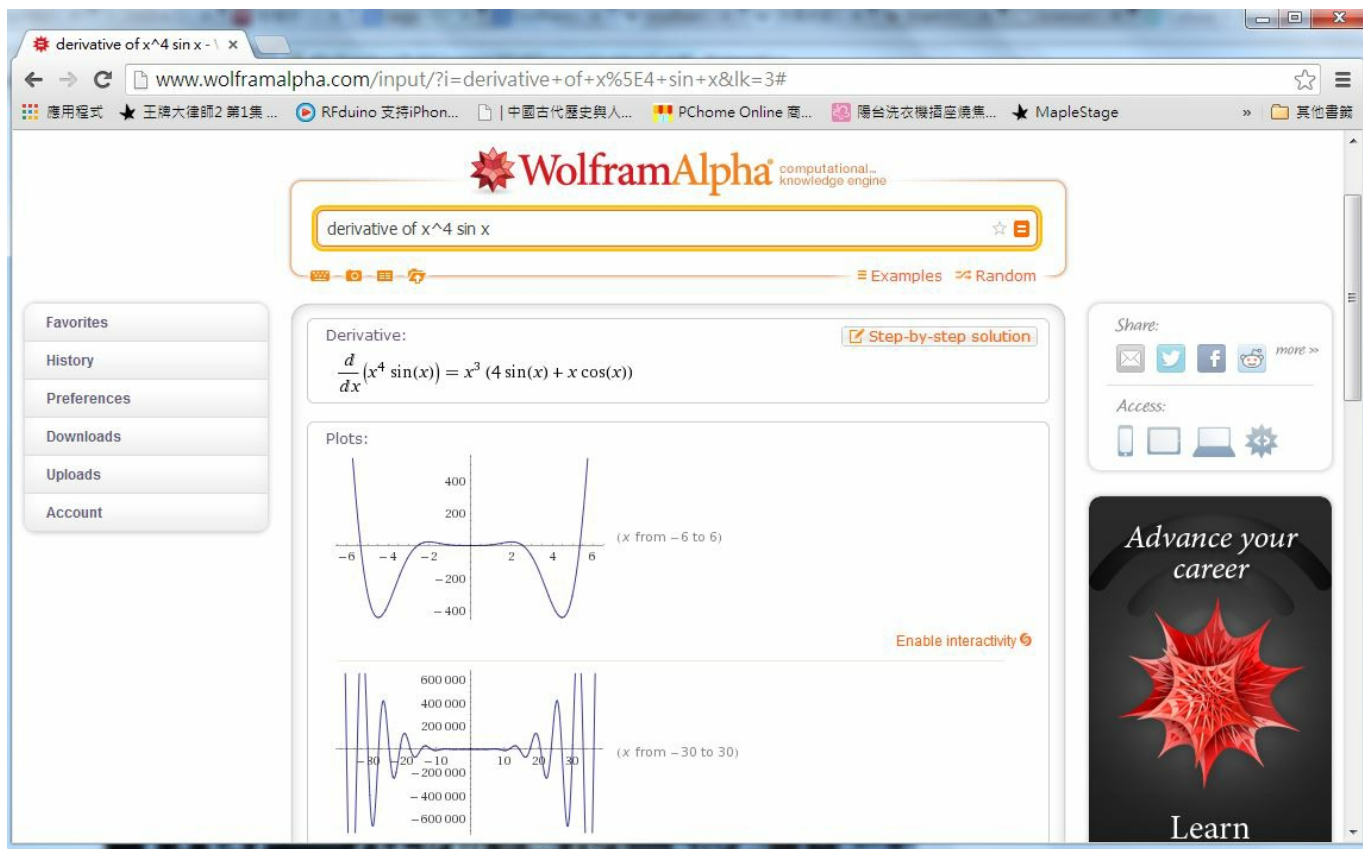 derivative of x^4 sin x - \
www.wolframalpha.com/input/?i=derivative+of+x%5E4+sin+x&lk=3#
應用程式 王牌大律師2 第1集 ... RFduino 支持iPhon... | 中國古代歷史與人... PChome Online 商... 陽台洗衣機插座燒焦... MapleStage » 其他書籤
WolframAlpha computational... knowledge engine
derivative of x^4 sin x
Examples Random
Favorites
History
Preferences
Downloads
Uploads
Account
Derivative:
Step-by-step solution
d/dx (x⁴ sin(x)) = x³ (4 sin(x) + x cos(x))
Plots:
400
200
−6 −4 −2 2 4 6
−200
−400
(x from −6 to 6)
Enable interactivity
600 000
400 000
200 000
−30 −20 −10 10 20 30
−200 000
−400 000
−600 000
(x from −30 to 30)
Share:
more »
Access:
Advance your
career
Learn